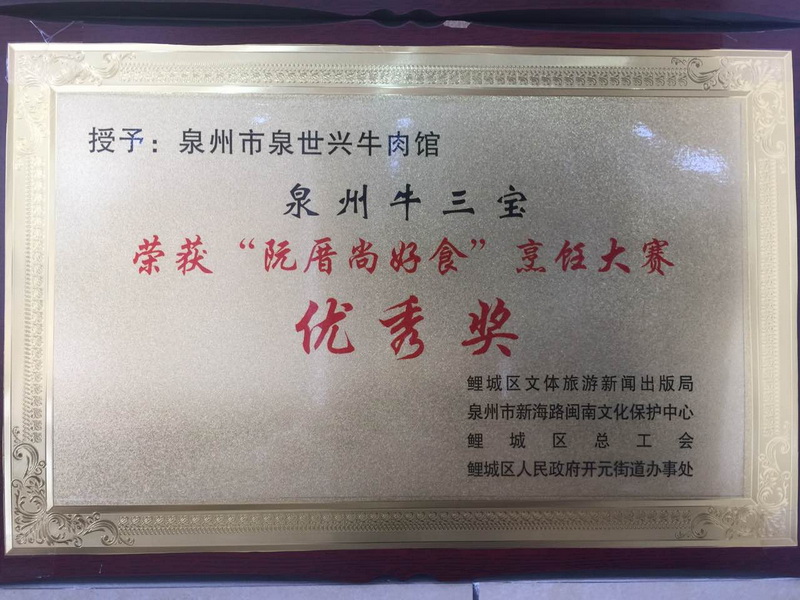 授予：泉州市泉世兴牛肉馆
泉州牛三宝
荣获“阮厝尚好食”烹饪大赛
优秀奖
鲤城区文体旅游新闻出版局
泉州市新海路闽南文化保护中心
鲤城区总工会
鲤城区人民政府开元街道办事处